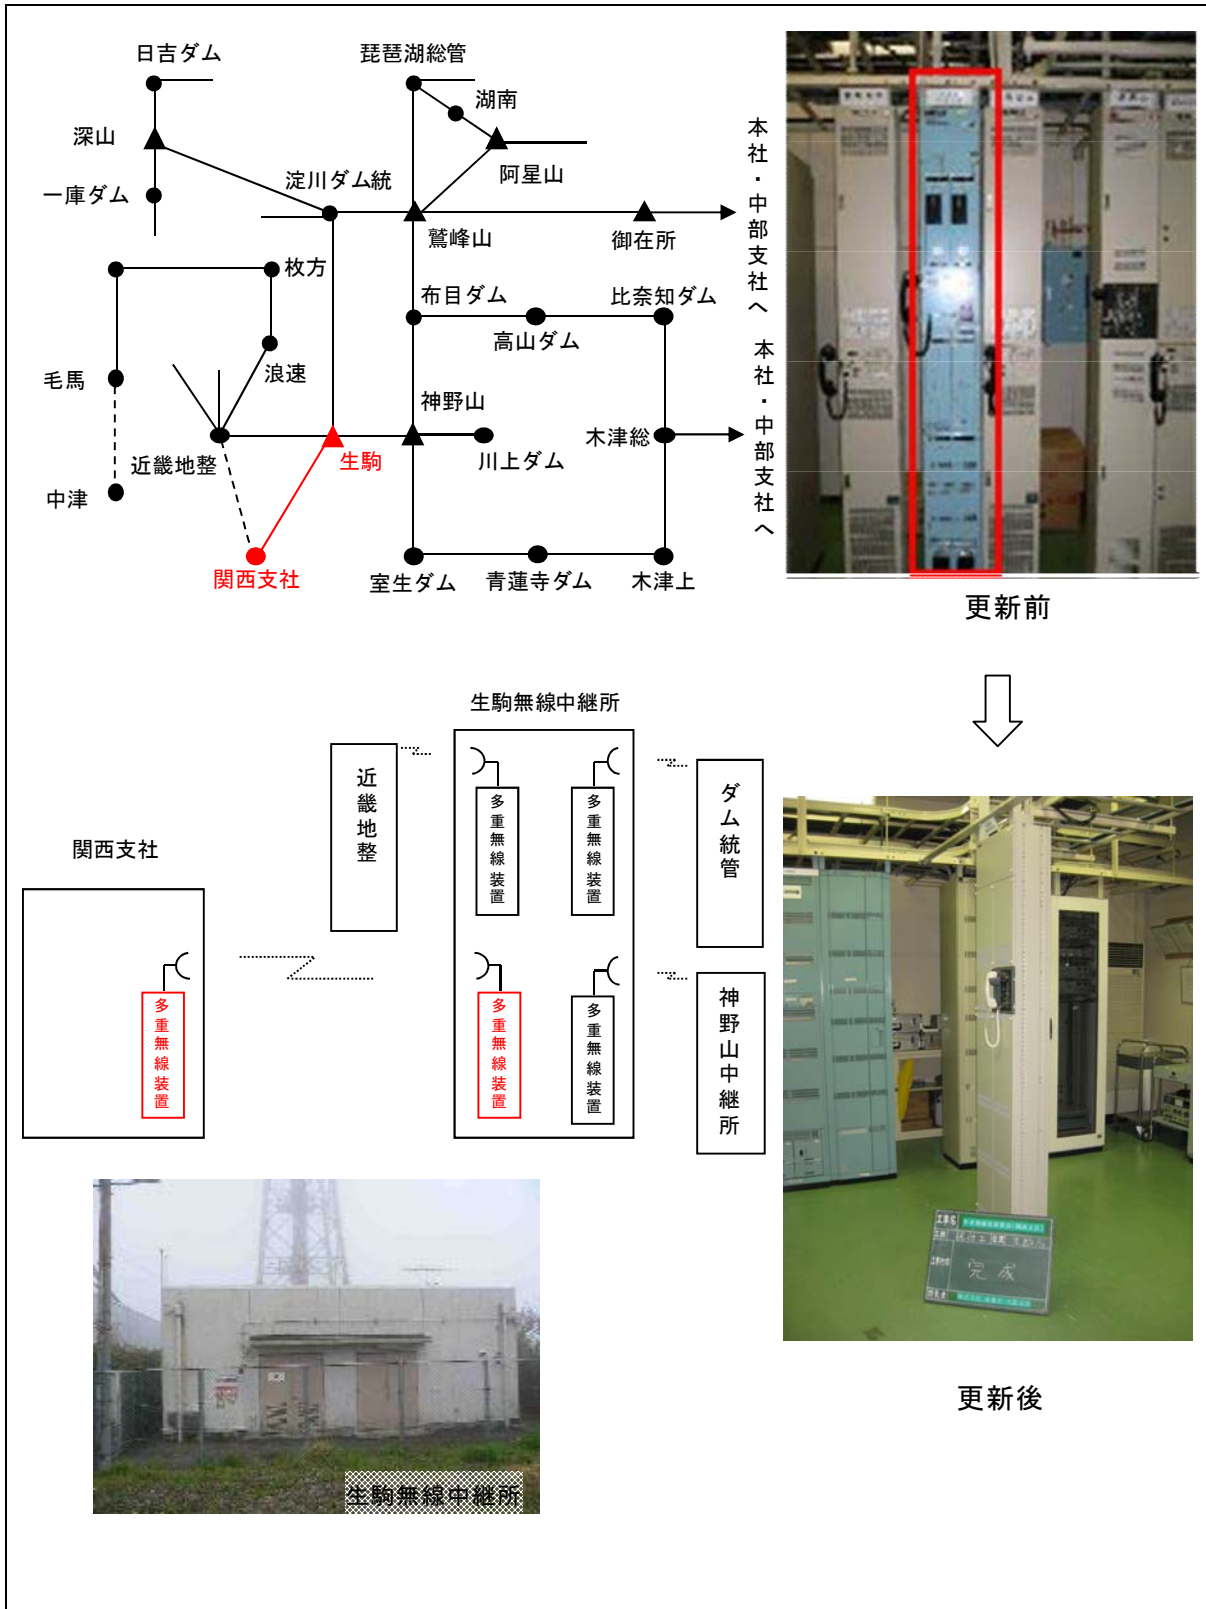 日吉ダム
琵琶湖総管
湖南
深山
阿星山
一庫ダム
淀川ダム統
鷲峰山
御在所
本社・中部支社へ
枚方
布目ダム
比奈知ダム
高山ダム
浪速
毛馬
神野山
本社・中部支社へ
近畿地整
生駒
川上ダム
木津総
中津
関西支社
室生ダム
青蓮寺ダム
木津上
更新前
生駒無線中継所
近畿地整
多重無線装置
多重無線装置
ダム統管
関西支社
多重無線装置
多重無線装置
多重無線装置
神野山中継所
工事名
完成
生駒無線中継所
更新後